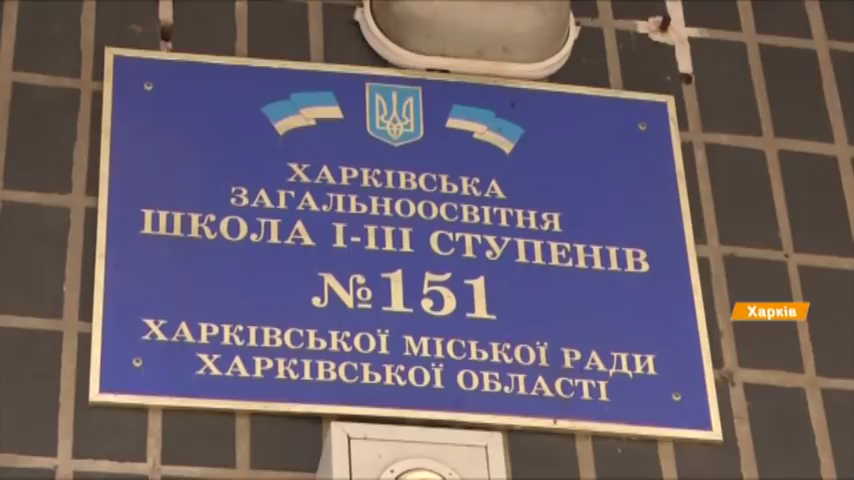 ХАРКІВСЬКА
ЗАГАЛЬНООСВІТНЯ
ШКОЛА І-ІІІ СТУПЕНІВ
№151
ХАРКІВСЬКОЇ МІСЬКОЇ РАДИ
ХАРКІВСЬКОЇ ОБЛАСТІ
Харків